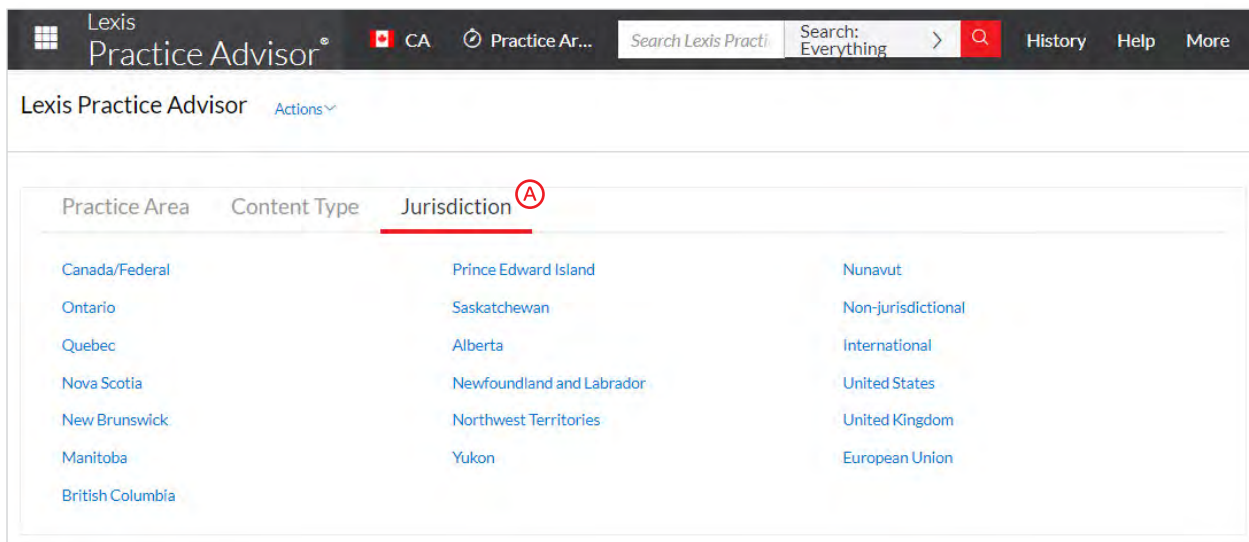 Lexis
Practice Advisor®
CA
Practice Ar...
Search Lexis Practi
Search:
Everything
History
Help
More
Lexis Practice Advisor
Actions
Practice Area
Content Type
Jurisdiction
A
Canada/Federal
Ontario
Quebec
Nova Scotia
New Brunswick
Manitoba
British Columbia
Prince Edward Island
Saskatchewan
Alberta
Newfoundland and Labrador
Northwest Territories
Yukon
Nunavut
Non-jurisdictional
International
United States
United Kingdom
European Union